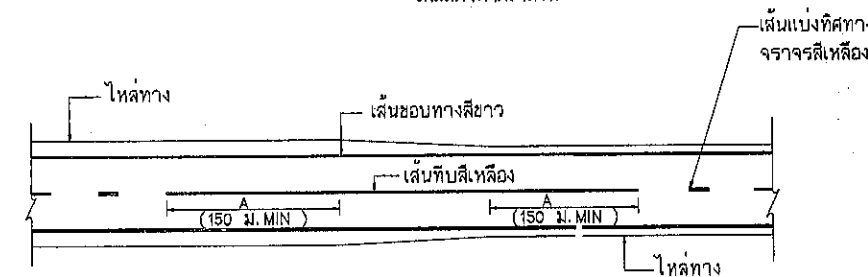 เส้นแบ่งทิศทาง
จราจรสีเหลือง
ไหล่ทาง
เส้นขอบทางสีขาว
เส้นทึบสีเหลือง
A
(150 ม. MIN )
A
(150 ม. MIN )
ไหล่ทาง